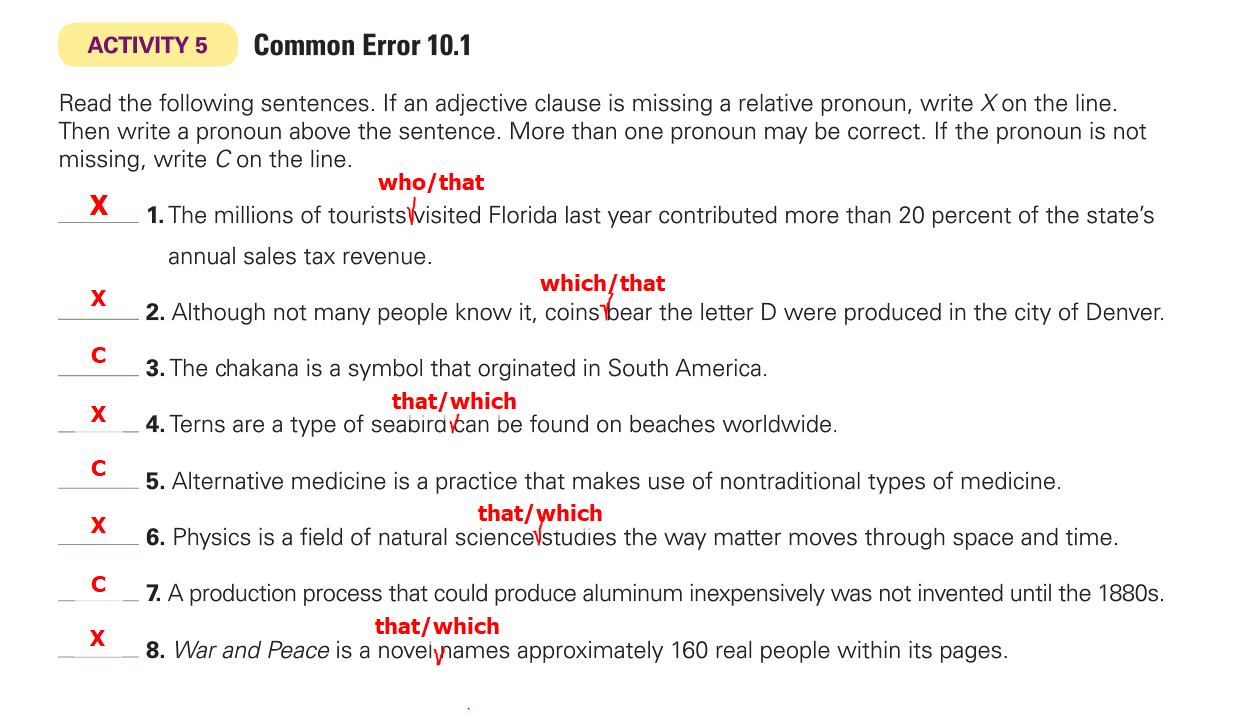 ACTIVITY 5 Common Error 10.1
Read the following sentences. If an adjective clause is missing a relative pronoun, write X on the line.
Then write a pronoun above the sentence. More than one pronoun may be correct. If the pronoun is not
missing, write C on the line.
who/that
X 1. The millions of tourists visited Florida last year contributed more than 20 percent of the state's
annual sales tax revenue.
which/that
X 2. Although not many people know it, coins bear the letter D were produced in the city of Denver.
C 3. The chakana is a symbol that orginated in South America.
that/which
X 4. Terns are a type of seabird can be found on beaches worldwide.
C 5. Alternative medicine is a practice that makes use of nontraditional types of medicine.
that/which
X 6. Physics is a field of natural science studies the way matter moves through space and time.
C 7. A production process that could produce aluminum inexpensively was not invented until the 1880s.
that/which
X 8. War and Peace is a novel names approximately 160 real people within its pages.